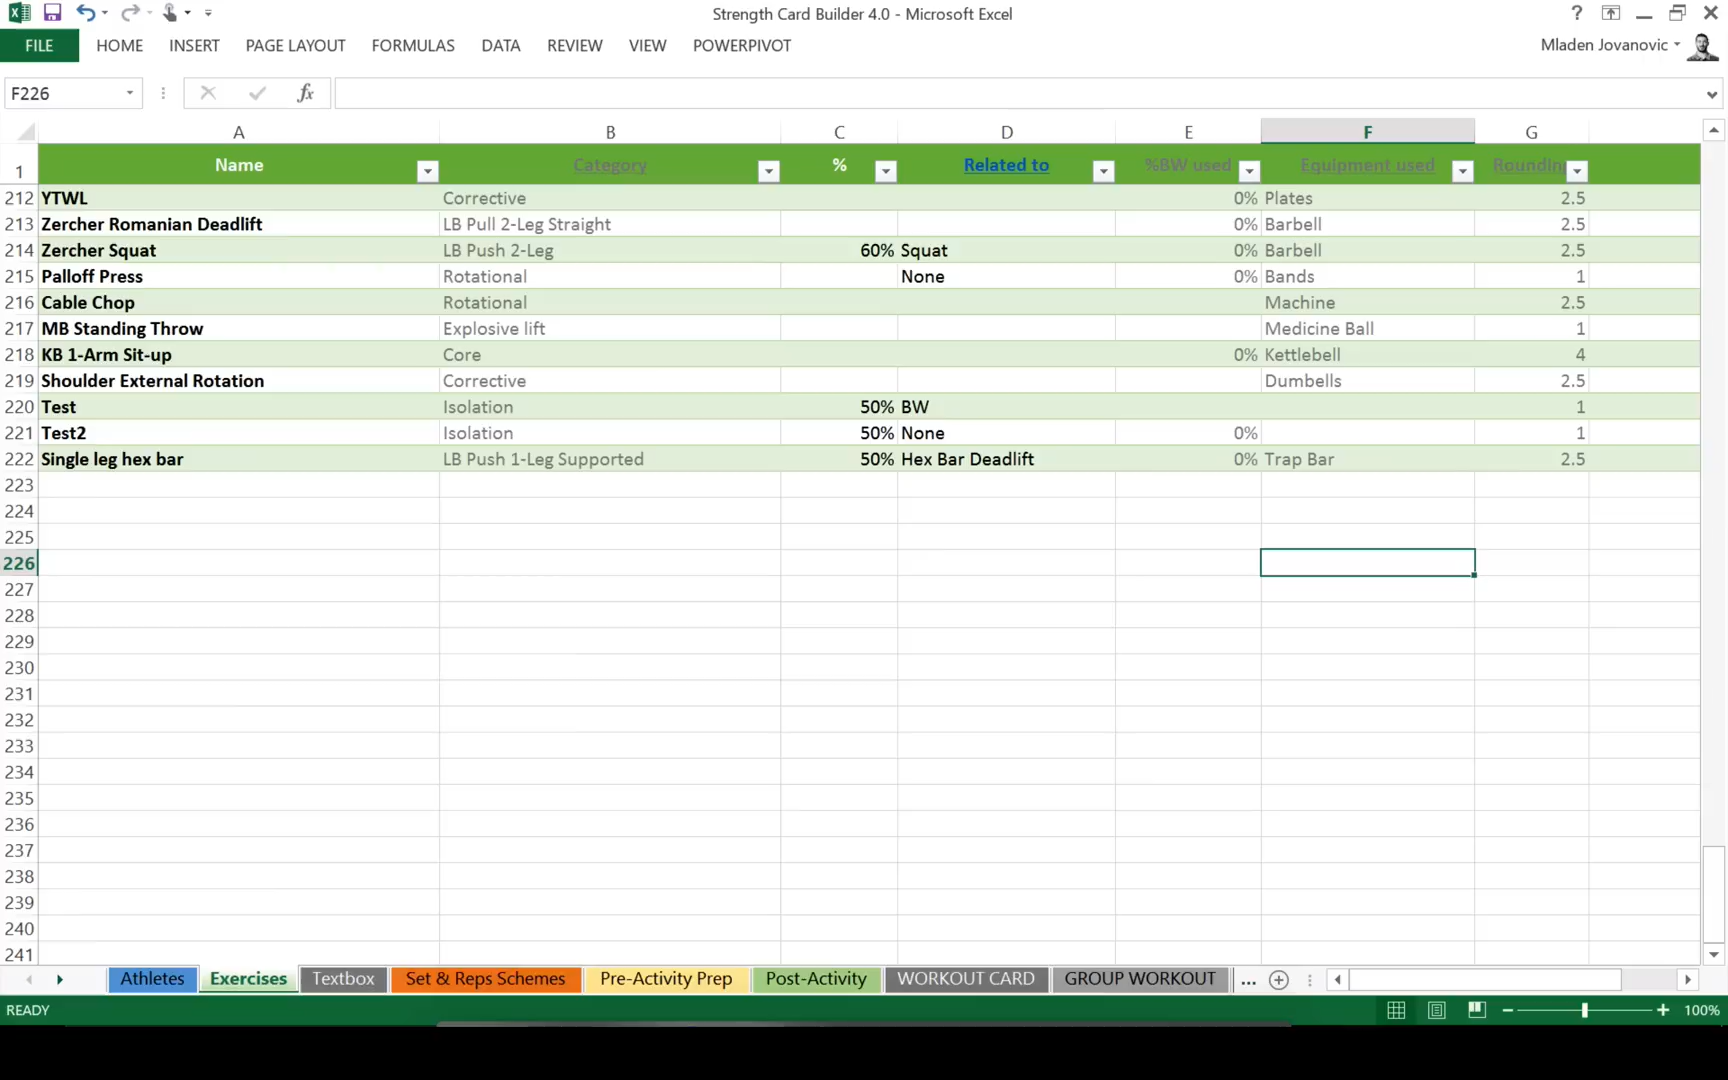 Strength Card Builder 4.0 - Microsoft Excel
?
FILE HOME INSERT PAGE LAYOUT FORMULAS DATA REVIEW VIEW POWERPIVOT Mladen Jovanovic
F226 fx
A B C D E F G
1 Name Category % Related to %BW used Equipment used Rounding
212 YTWL Corrective 0% Plates 2.5
213 Zercher Romanian Deadlift LB Pull 2-Leg Straight 0% Barbell 2.5
214 Zercher Squat LB Push 2-Leg 60% Squat 0% Barbell 2.5
215 Palloff Press Rotational None 0% Bands 1
216 Cable Chop Rotational Machine 2.5
217 MB Standing Throw Explosive lift Medicine Ball 1
218 KB 1-Arm Sit-up Core 0% Kettlebell 4
219 Shoulder External Rotation Corrective Dumbells 2.5
220 Test Isolation 50% BW 1
221 Test2 Isolation 50% None 0% 1
222 Single leg hex bar LB Push 1-Leg Supported 50% Hex Bar Deadlift 0% Trap Bar 2.5
223
224
225
226
227
228
229
230
231
232
233
234
235
236
237
238
239
240
241
Athletes Exercises Textbox Set & Reps Schemes Pre-Activity Prep Post-Activity WORKOUT CARD GROUP WORKOUT ...
READY 100%